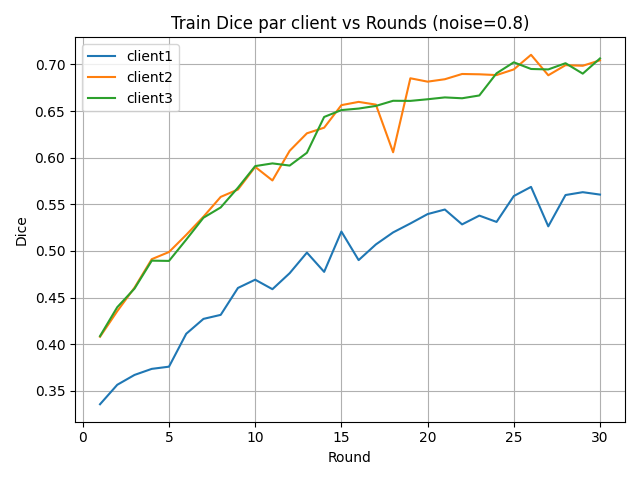 Train Dice par client vs Rounds (noise=0.8)
client1
client2
client3
Dice
0.70
0.65
0.60
0.55
0.50
0.45
0.40
0.35
0 5 10 15 20 25 30
Round